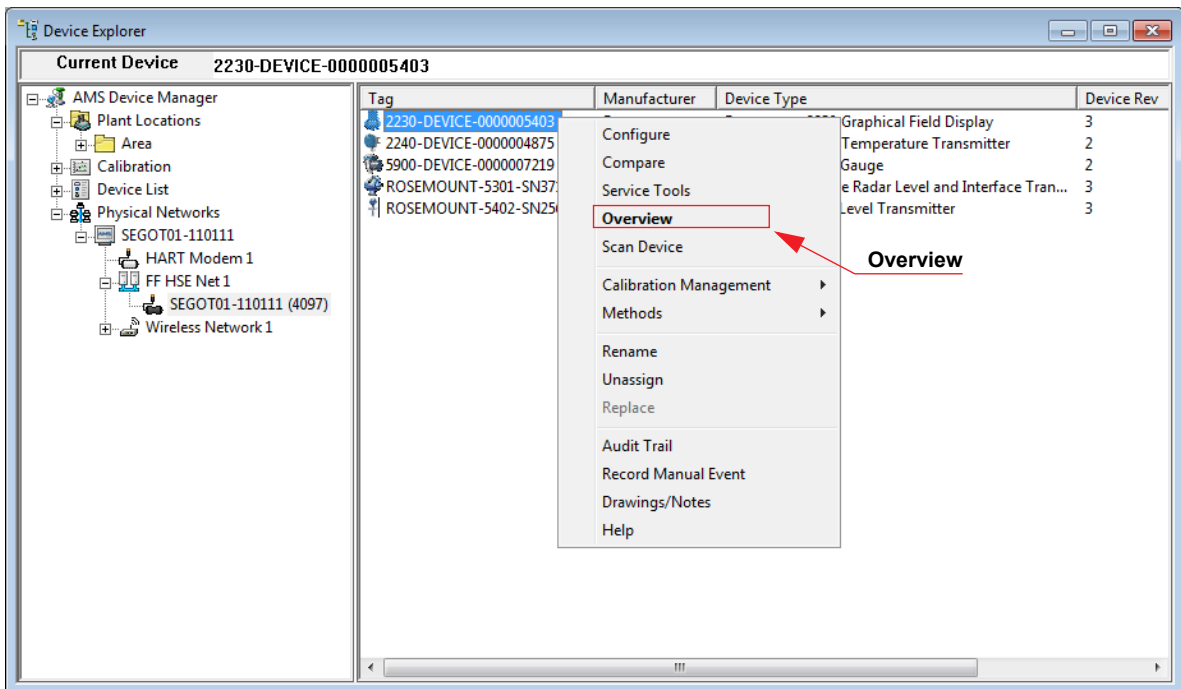 Device Explorer
Current Device 2230-DEVICE-0000005403
AMS Device Manager
Plant Locations
Area
Calibration
Device List
Physical Networks
SEGOT01-110111
HART Modem 1
FF HSE Net 1
SEGOT01-110111 (4097)
Wireless Network 1
Tag Manufacturer Device Type Device Rev
2230-DEVICE-0000005403 Graphical Field Display 3
2240-DEVICE-0000004875 Temperature Transmitter 2
5900-DEVICE-0000007219 Gauge 2
ROSEMOUNT-5301-SN37 e Radar Level and Interface Tran... 3
ROSEMOUNT-5402-SN25 Level Transmitter 3
Configure
Compare
Service Tools
Overview
Scan Device
Calibration Management
Methods
Rename
Unassign
Replace
Audit Trail
Record Manual Event
Drawings/Notes
Help
Overview